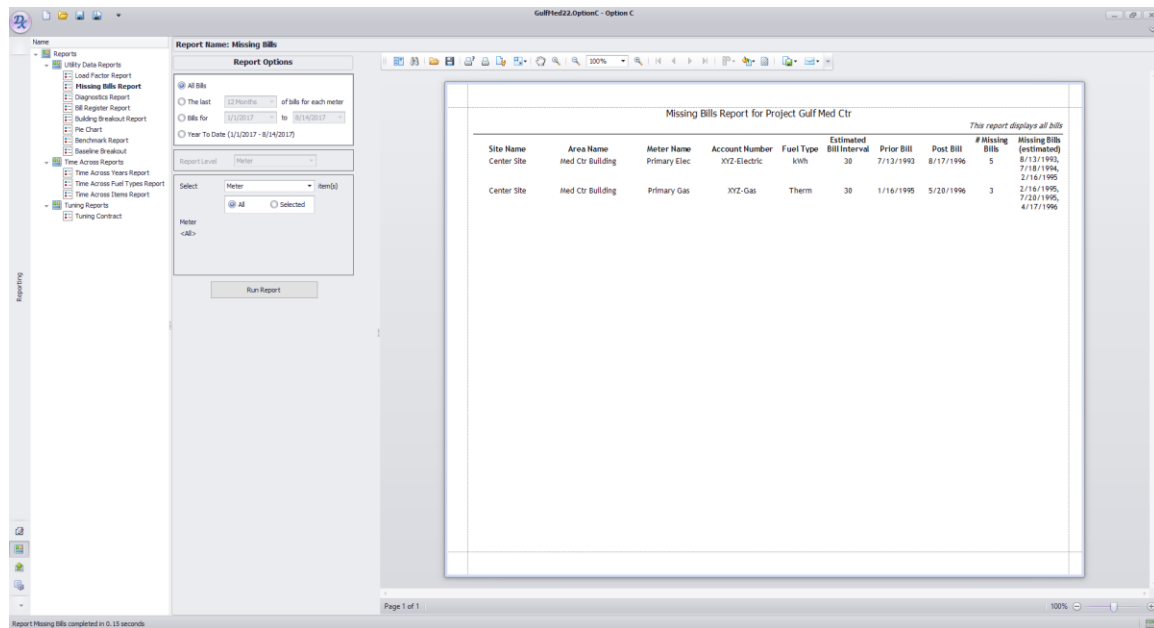 GulfMed22.OptionC - Option C
Name
Reports
Utility Data Reports
Load Factor Report
Missing Bills Report
Diagnostics Report
Bill Register Report
Building Breakout Report
Pie Chart
Benchmark Report
Baseline Breakout
Time Across Reports
Time Across Years Report
Time Across Fuel Types Report
Time Across Items Report
Tuning Reports
Tuning Contract
Reporting
Report Name: Missing Bills
Report Options
All Bills
The last 12 Months of bills for each meter
Bills for 1/1/2017 to 8/14/2017
Year To Date (1/1/2017 - 8/14/2017)
Report Level Meter
Select Meter item(s)
All Selected
Meter
<All>
Run Report
100%
Missing Bills Report for Project Gulf Med Ctr
This report displays all bills
Estimated # Missing Missing Bills
Site Name Area Name Meter Name Account Number Fuel Type Bill Interval Prior Bill Post Bill Bills (estimated)
Center Site Med Ctr Building Primary Elec XYZ-Electric kWh 30 7/13/1993 8/17/1996 5 8/13/1993,
7/18/1994,
2/16/1995
Center Site Med Ctr Building Primary Gas XYZ-Gas Therm 30 1/16/1995 5/20/1996 3 2/16/1995,
7/20/1995,
4/17/1996
Page 1 of 1
100%
Report Missing Bills completed in 0.15 seconds